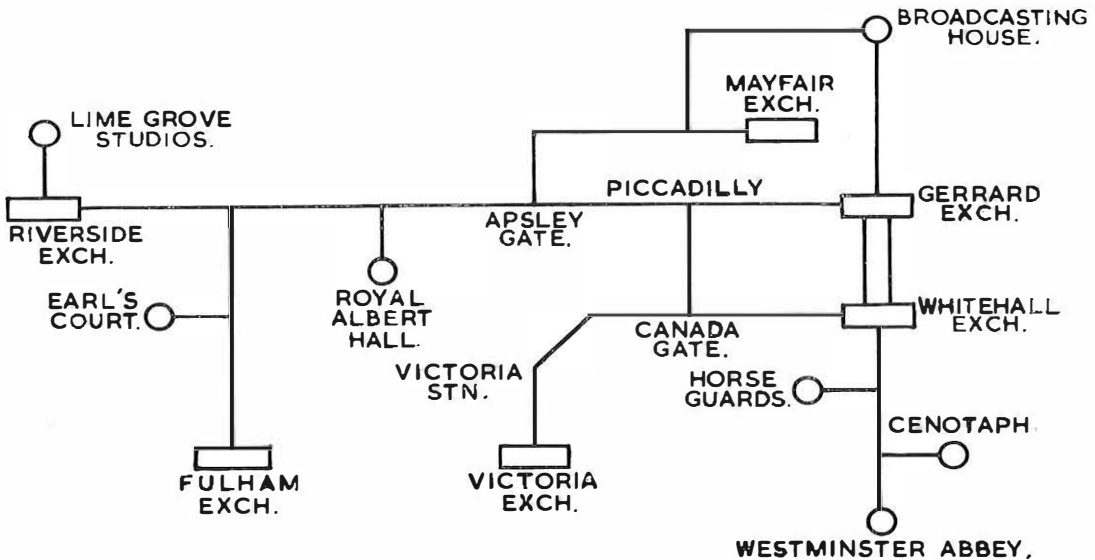 BROADCASTING
HOUSE.
MAYFAIR
EXCH.
LIME GROVE
STUDIOS.
PICCADILLY
GERRARD
EXCH.
APSLEY
GATE.
RIVERSIDE
EXCH.
EARL'S
COURT.
ROYAL
ALBERT
HALL.
WHITEHALL
EXCH.
CANADA
GATE.
VICTORIA
STN.
HORSE
GUARDS.
CENOTAPH
FULHAM
EXCH.
VICTORIA
EXCH.
WESTMINSTER ABBEY.